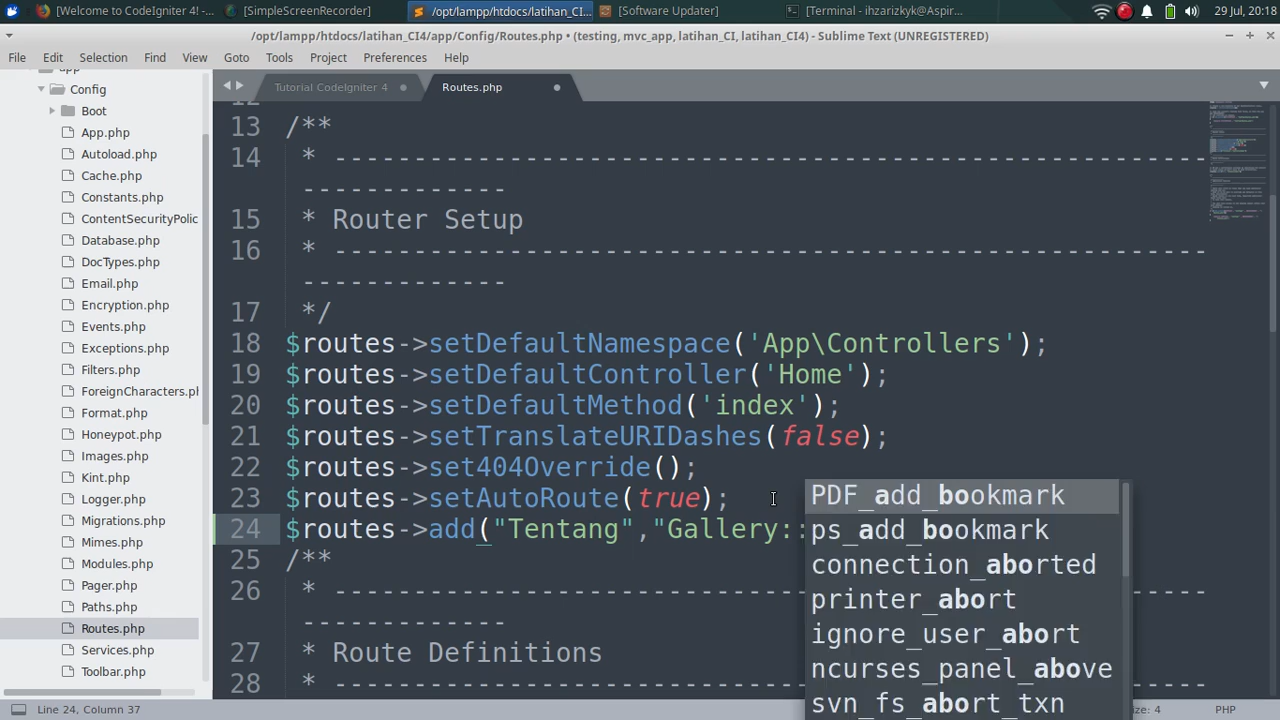 [Welcome to CodeIgniter 4! -...
[SimpleScreenRecorder]
/opt/lampp/htdocs/latihan_CI...
[Software Updater]
[Terminal - ihzarizkyk@Aspir...
29 Jul, 20:18
/opt/lampp/htdocs/latihan_CI4/app/Config/Routes.php • (testing, mvc_app, latihan_CI, latihan_CI4) - Sublime Text (UNREGISTERED)
File Edit Selection Find View Goto Tools Project Preferences Help
app
Config
Boot
App.php
Autoload.php
Cache.php
Constants.php
ContentSecurityPolic
Database.php
DocTypes.php
Email.php
Encryption.php
Events.php
Exceptions.php
Filters.php
ForeignCharacters.ph
Format.php
Honeypot.php
Images.php
Kint.php
Logger.php
Migrations.php
Mimes.php
Modules.php
Pager.php
Paths.php
Routes.php
Services.php
Toolbar.php
Tutorial CodeIgniter 4
Routes.php
12
13 /**
14 * -------------------------------------------------------
-------------
15 * Router Setup
16 * -------------------------------------------------------
-------------
17 */
18 $routes->setDefaultNamespace('App\Controllers');
19 $routes->setDefaultController('Home');
20 $routes->setDefaultMethod('index');
21 $routes->setTranslateURIDashes(false);
22 $routes->set404Override();
23 $routes->setAutoRoute(true);
24 $routes->add("Tentang","Gallery::
25 /**
26 * -------------------------------------------------------
-------------
27 * Route Definitions
28 * -------------------------------------------------------
PDF_add_bookmark
ps_add_bookmark
connection_aborted
printer_abort
ignore_user_abort
ncurses_panel_above
svn_fs_abort_txn
Line 24, Column 37
ze: 4
PHP